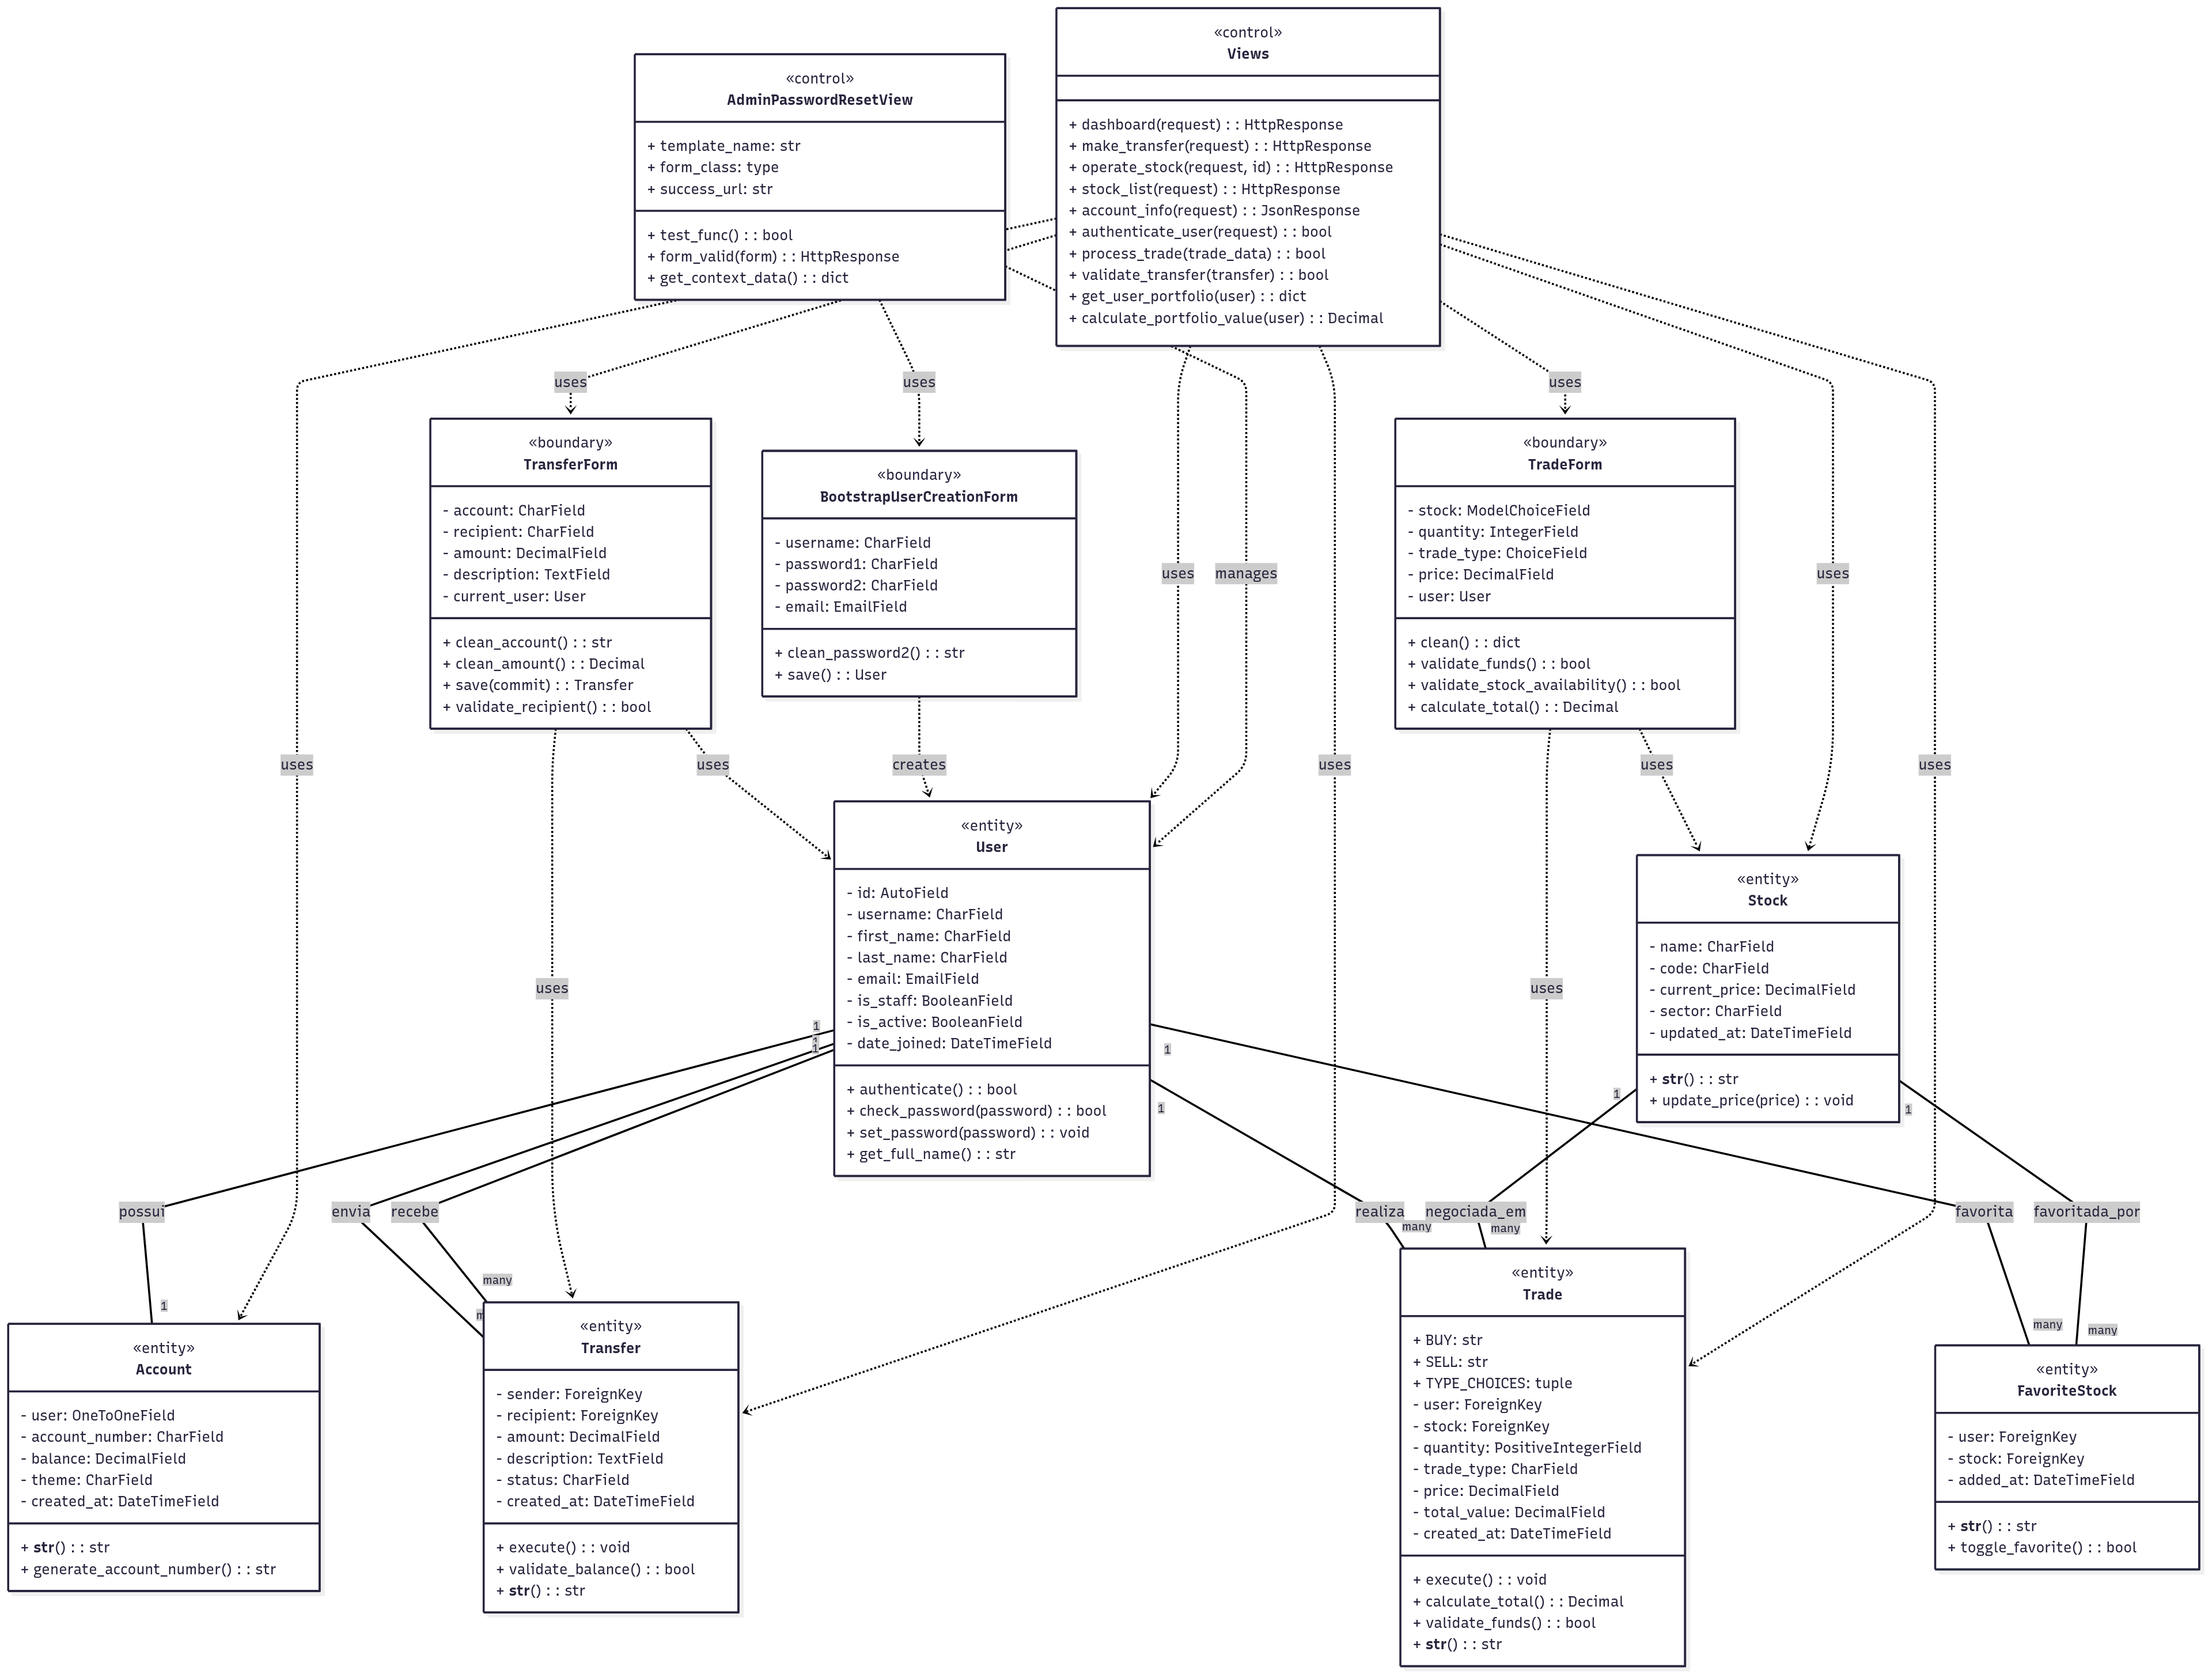 «control»
Views
+ dashboard(request) : : HttpResponse
+ make_transfer(request) : : HttpResponse
+ operate_stock(request, id) : : HttpResponse
+ stock_list(request) : : HttpResponse
+ account_info(request) : : JsonResponse
+ authenticate_user(request) : : bool
+ process_trade(trade_data) : : bool
+ validate_transfer(transfer) : : bool
+ get_user_portfolio(user) : : dict
+ calculate_portfolio_value(user) : : Decimal
«control»
AdminPasswordResetView
+ template_name: str
+ form_class: type
+ success_url: str
+ test_func() : : bool
+ form_valid(form) : : HttpResponse
+ get_context_data() : : dict
uses
uses
uses
«boundary»
TransferForm
- account: CharField
- recipient: CharField
- amount: DecimalField
- description: TextField
- current_user: User
+ clean_account() : : str
+ clean_amount() : : Decimal
+ save(commit) : : Transfer
+ validate_recipient() : : bool
«boundary»
BootstrapUserCreationForm
- username: CharField
- password1: CharField
- password2: CharField
- email: EmailField
+ clean_password2() : : str
+ save() : : User
«boundary»
TradeForm
- stock: ModelChoiceField
- quantity: IntegerField
- trade_type: ChoiceField
- price: DecimalField
- user: User
+ clean() : : dict
+ validate_funds() : : bool
+ validate_stock_availability() : : bool
+ calculate_total() : : Decimal
uses
manages
uses
uses
uses
creates
uses
uses
uses
«entity»
User
- id: AutoField
- username: CharField
- first_name: CharField
- last_name: CharField
- email: EmailField
- is_staff: BooleanField
- is_active: BooleanField
- date_joined: DateTimeField
+ authenticate() : : bool
+ check_password(password) : : bool
+ set_password(password) : : void
+ get_full_name() : : str
«entity»
Stock
- name: CharField
- code: CharField
- current_price: DecimalField
- sector: CharField
- updated_at: DateTimeField
+ str() : : str
+ update_price(price) : : void
uses
uses
1
1
1
1
1
1
possui
envia
recebe
realiza
negociada_em
favorita
favoritada_por
many
many
many
1
many
many
«entity»
Account
- user: OneToOneField
- account_number: CharField
- balance: DecimalField
- theme: CharField
- created_at: DateTimeField
+ str() : : str
+ generate_account_number() : : str
«entity»
Transfer
- sender: ForeignKey
- recipient: ForeignKey
- amount: DecimalField
- description: TextField
- status: CharField
- created_at: DateTimeField
+ execute() : : void
+ validate_balance() : : bool
+ str() : : str
«entity»
Trade
+ BUY: str
+ SELL: str
+ TYPE_CHOICES: tuple
- user: ForeignKey
- stock: ForeignKey
- quantity: PositiveIntegerField
- trade_type: CharField
- price: DecimalField
- total_value: DecimalField
- created_at: DateTimeField
+ execute() : : void
+ calculate_total() : : Decimal
+ validate_funds() : : bool
+ str() : : str
«entity»
FavoriteStock
- user: ForeignKey
- stock: ForeignKey
- added_at: DateTimeField
+ str() : : str
+ toggle_favorite() : : bool